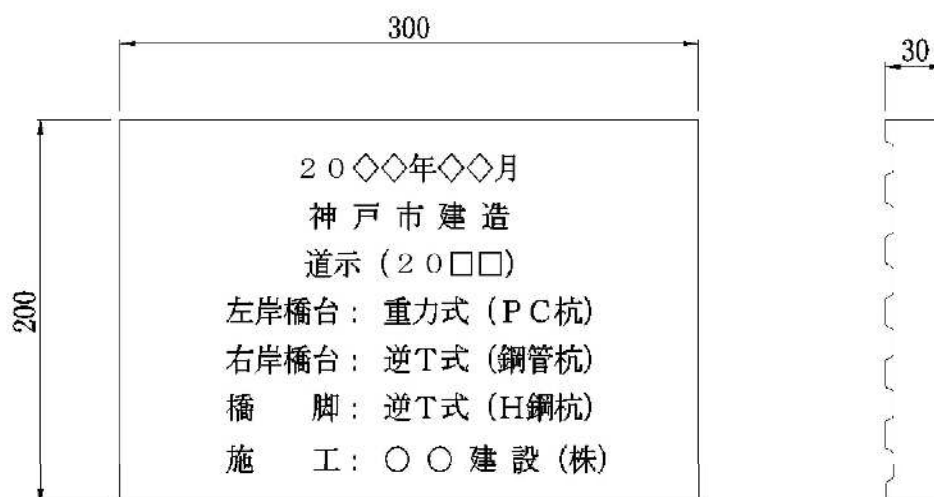 300
30
200
２０◇◇年◇◇月
神 戸 市 建 造
道示（２０□□）
左岸橋台： 重力式（ＰＣ杭）
右岸橋台： 逆Ｔ式（鋼管杭）
橋　　脚： 逆Ｔ式（Ｈ鋼杭）
施　　工： ○ ○ 建 設（株）